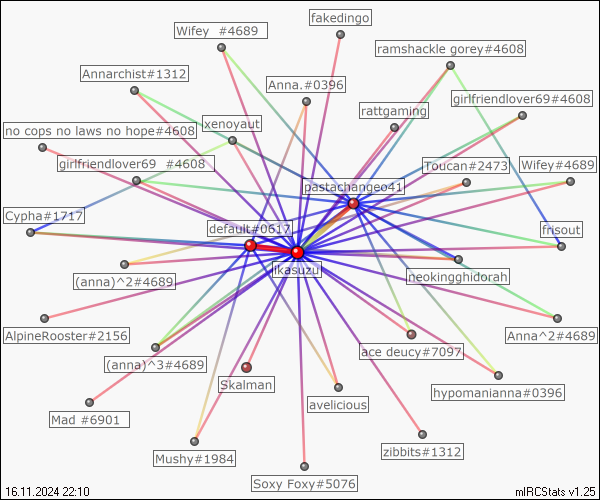 fakedingo
Wifey  #4689
ramshackle gorey#4608
Annarchist#1312
Anna.#0396
girlfriendlover69#4608
rattgaming
xenoyaut
no cops no laws no hope#4608
girlfriendlover69  #4608
Toucan#2473
Wifey#4689
pastachangeo41
Cypha#1717
default#0617
frisout
likasuzu
neokingghidorah
(anna)^2#4689
AlpineRooster#2156
Anna^2#4689
ace deucy#7097
(anna)^3#4689
Skalman
hypomanianna#0396
avelicious
Mad #6901
zibbits#1312
Mushy#1984
Soxy Foxy#5076
16.11.2024 22:10
mIRCStats v1.25